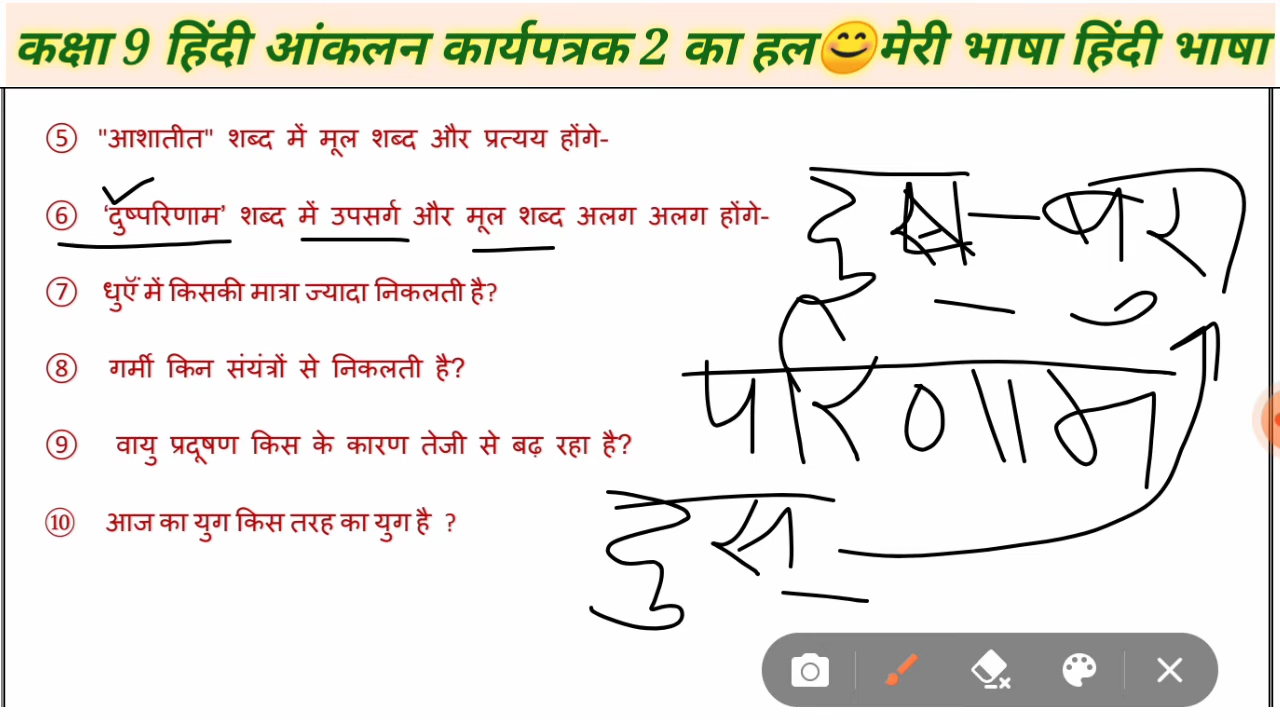 कक्षा 9 हिंदी आंकलन कार्यपत्रक 2 का हल😊मेरी भाषा हिंदी भाषा
⑤ "आशातीत" शब्द में मूल शब्द और प्रत्यय होंगे-
⑥ ‘दुष्परिणाम’ शब्द में उपसर्ग और मूल शब्द अलग अलग होंगे-
⑦ धुएँ में किसकी मात्रा ज्यादा निकलती है?
⑧ गर्मी किन संयंत्रों से निकलती है?
⑨ वायु प्रदूषण किस के कारण तेजी से बढ़ रहा है?
⑩ आज का युग किस तरह का युग है ?
परिणाम
दुस